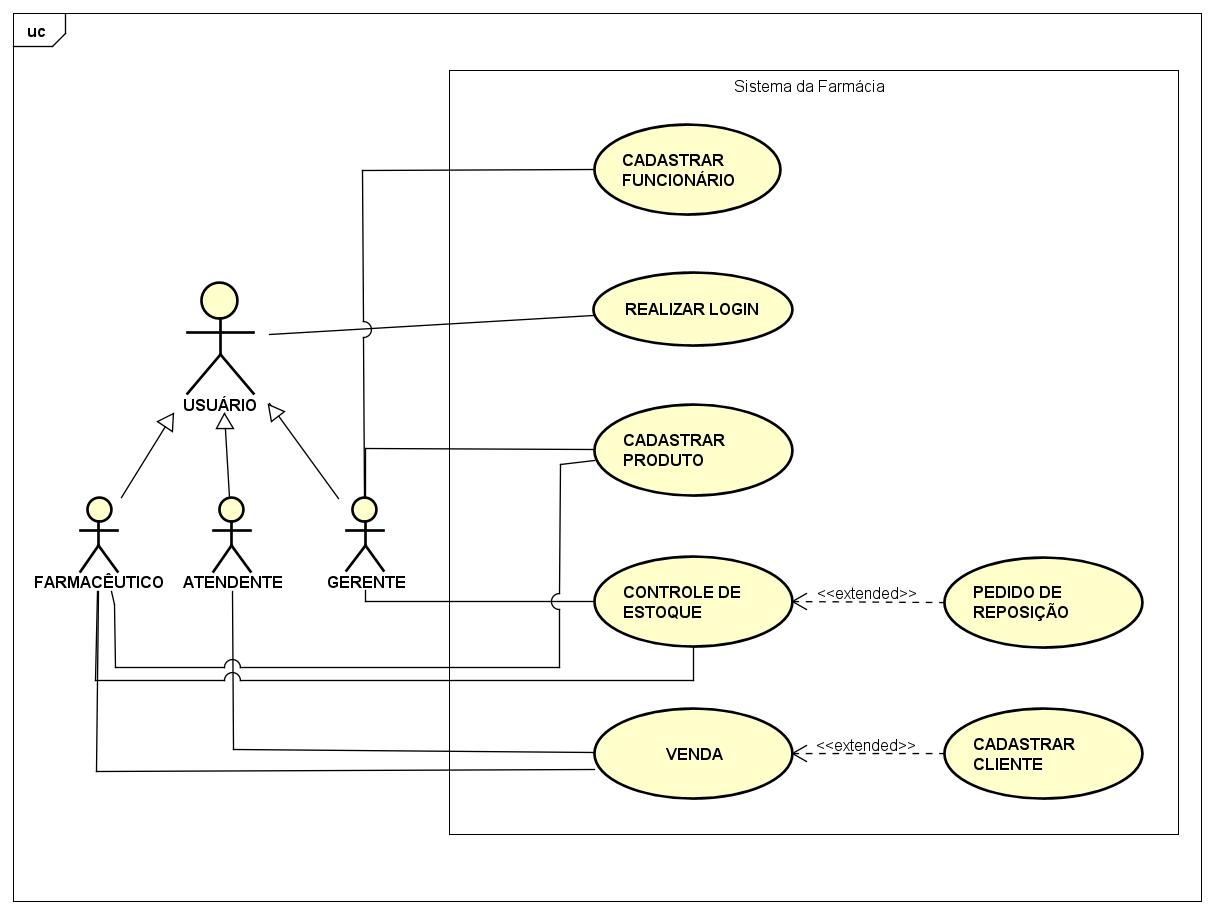 uc
Sistema da Farmácia
CADASTRAR
FUNCIONÁRIO
REALIZAR LOGIN
USUÁRIO
CADASTRAR
PRODUTO
FARMACÊUTICO
ATENDENTE
GERENTE
CONTROLE DE
ESTOQUE
<<extended>>
PEDIDO DE
REPOSIÇÃO
VENDA
<<extended>>
CADASTRAR
CLIENTE